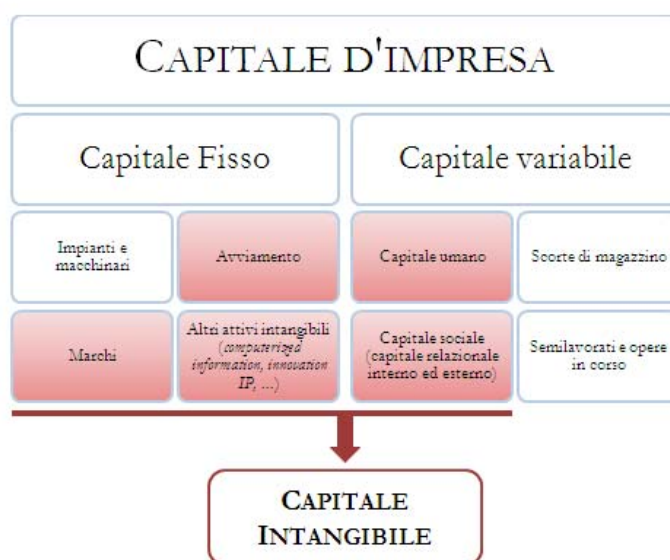 CAPITALE D'IMPRESA
Capitale Fisso
Capitale variabile
Impianti e
macchinari
Avviamento
Capitale umano
Scorte di magazzino
Marchi
Altri attivi intangibili
(computerized
information, innovation
IP, ...)
Capitale sociale
(capitale relazionale
interno ed esterno)
Semilavorati e opere
in corso
CAPITALE
INTANGIBILE